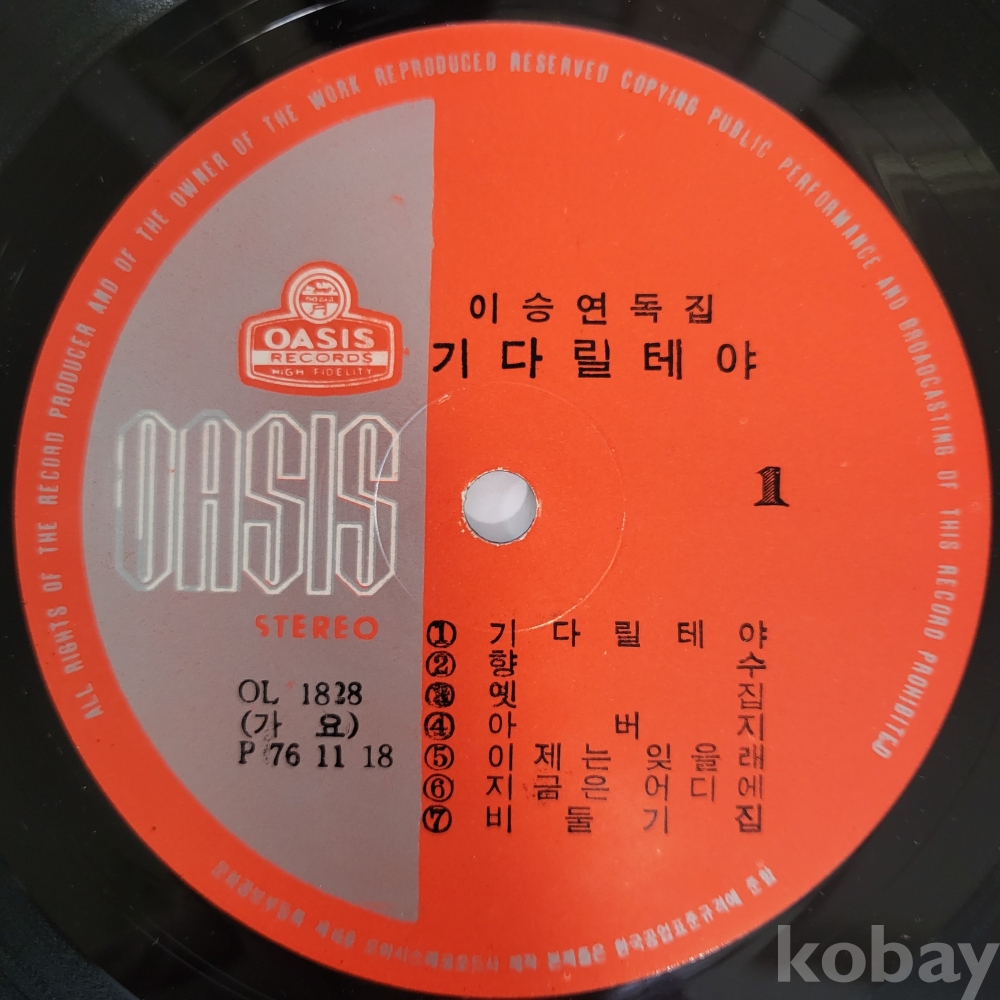 ALL RIGHTS OF THE RECORD PRODUCER AND OF THE OWNER OF THE WORK REPRODUCED RESERVED COPYING PUBLIC PERFORMANCE AND BROADCASTING OF THIS RECORD PROHIBITED
이승연독집
기다릴테야
OASIS
RECORDS
HIGH FIDELITY
OASIS
1
STEREO
OL 1828
(가요)
P 76 11 18
① 기다릴테야
② 향수
③ 옛집
④ 아버지
⑤ 이제는잊을래
⑥ 지금은어디에
⑦ 비둘기집
kobay